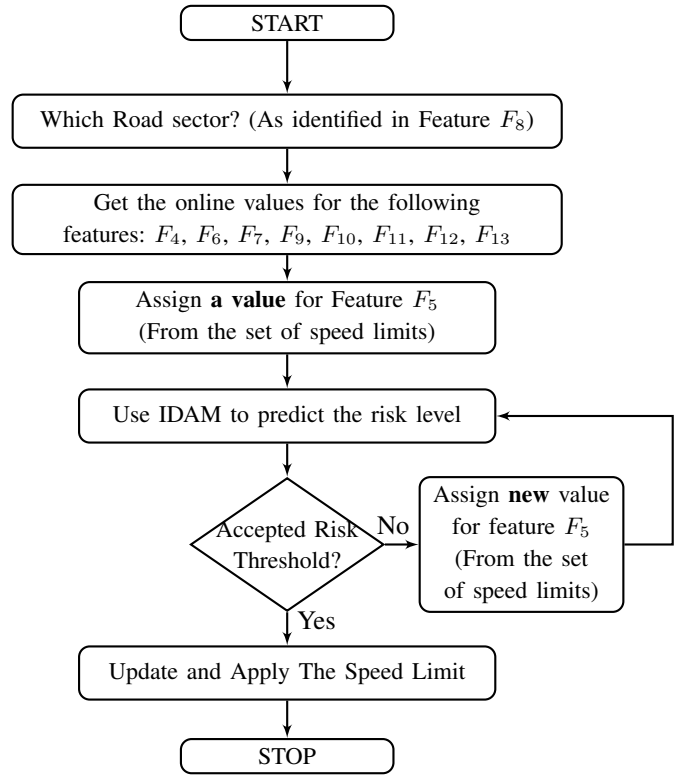 START
Which Road sector? (As identified in Feature F₈)
Get the online values for the following
features: F₄, F₆, F₇, F₉, F₁₀, F₁₁, F₁₂, F₁₃
Assign a value for Feature F₅
(From the set of speed limits)
Use IDAM to predict the risk level
Accepted Risk
Threshold?
No
Assign new value
for feature F₅
(From the set
of speed limits)
Yes
Update and Apply The Speed Limit
STOP